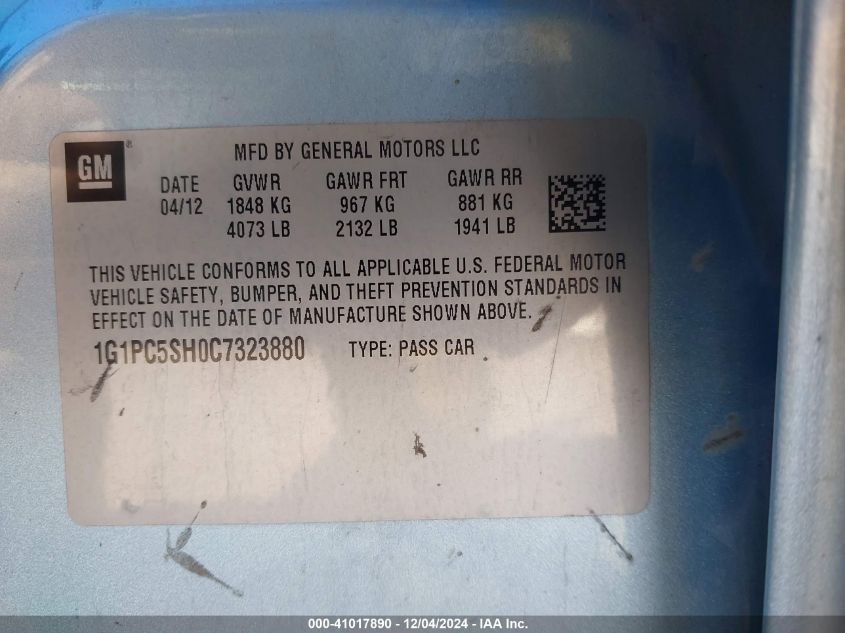 GM ®
MFD BY GENERAL MOTORS LLC
DATE GVWR GAWR FRT GAWR RR
04/12 1848 KG 967 KG 881 KG
4073 LB 2132 LB 1941 LB
THIS VEHICLE CONFORMS TO ALL APPLICABLE U.S. FEDERAL MOTOR
VEHICLE SAFETY, BUMPER, AND THEFT PREVENTION STANDARDS IN
EFFECT ON THE DATE OF MANUFACTURE SHOWN ABOVE.
1G1PC5SH0C7323880 TYPE: PASS CAR
000-41017890 - 12/04/2024 - IAA Inc.